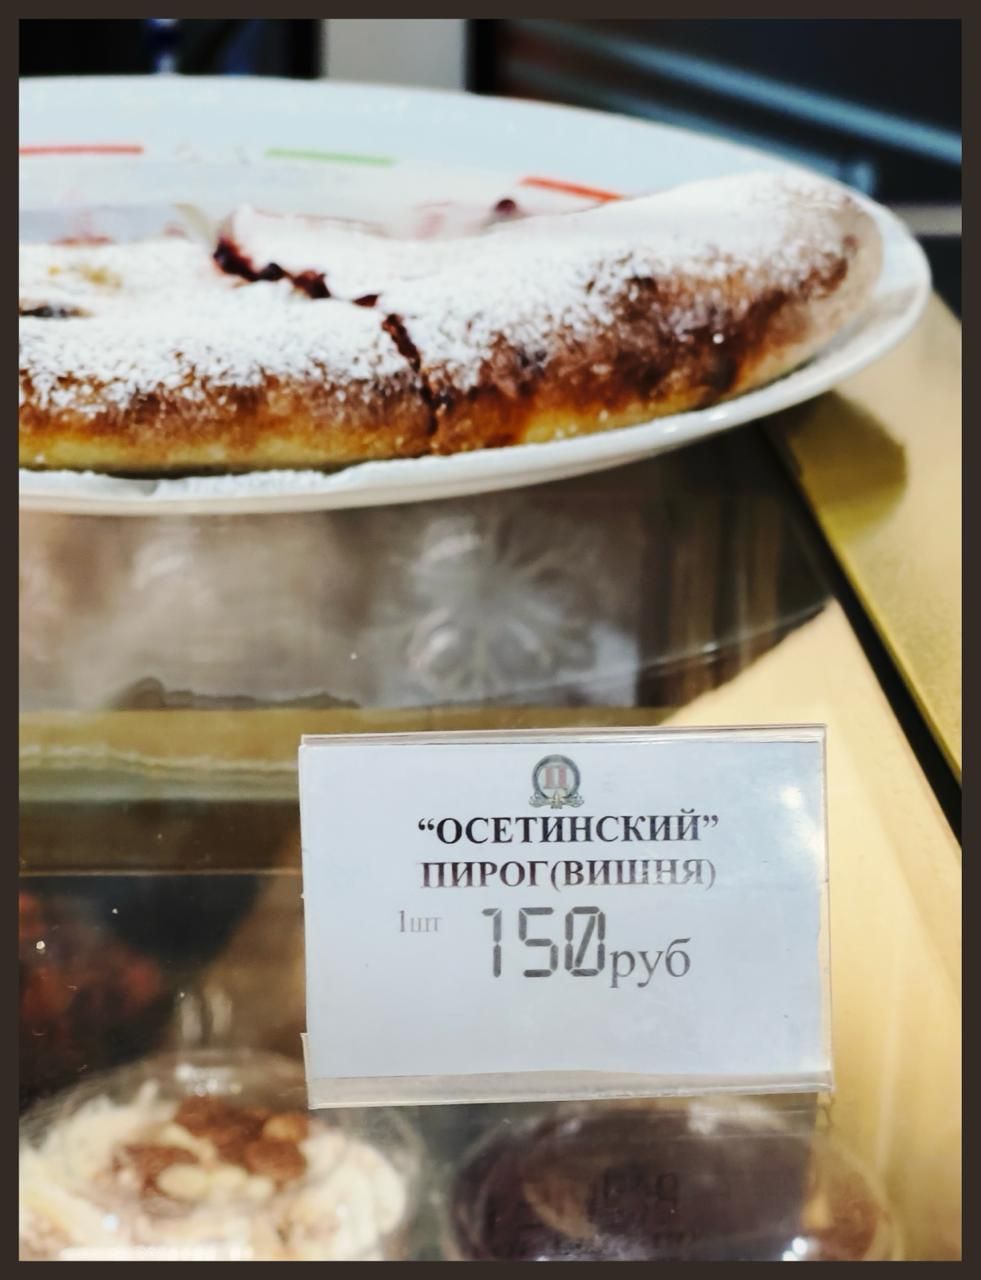 “ОСЕТИНСКИЙ”
ПИРОГ(ВИШНЯ)
1шт 150руб